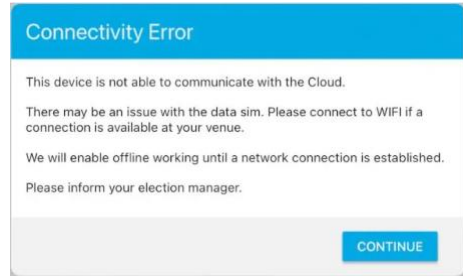 Connectivity Error
This device is not able to communicate with the Cloud.
There may be an issue with the data sim. Please connect to WIFI if a
connection is available at your venue.
We will enable offline working until a network connection is established.
Please inform your election manager.
CONTINUE